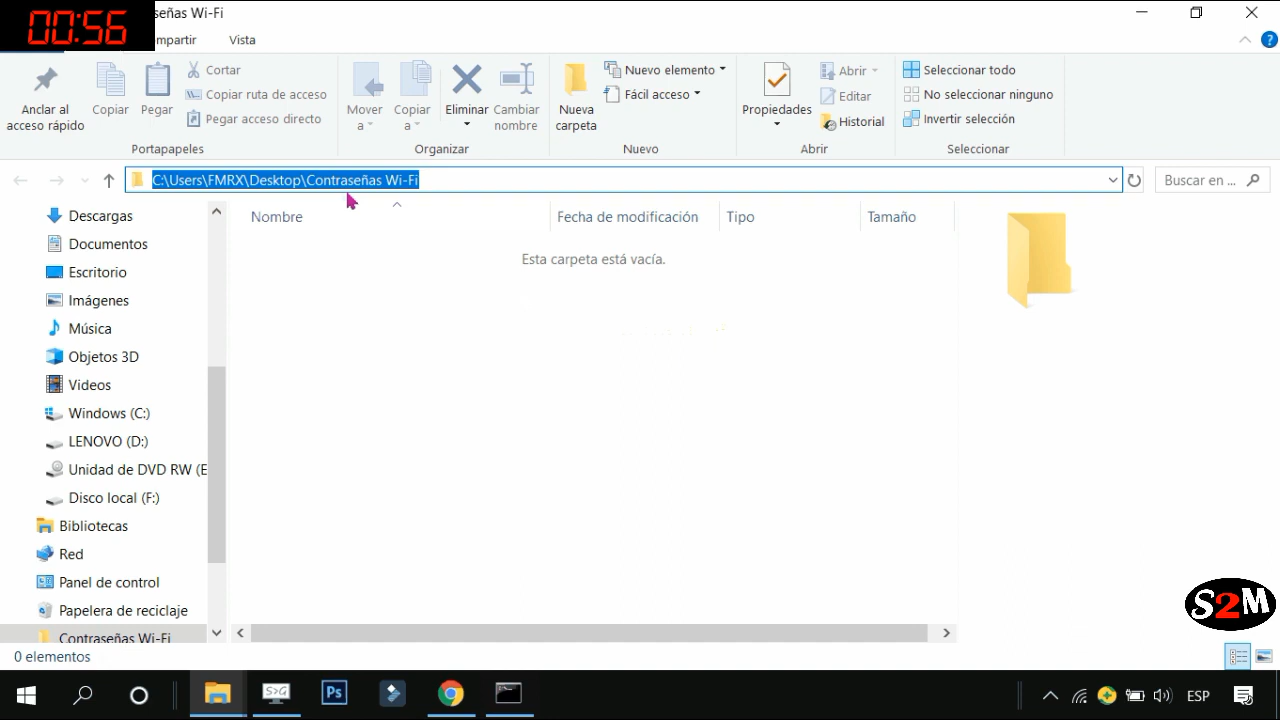 00:56
señas Wi-Fi
mpartir
Vista
Anclar al acceso rápido
Copiar
Pegar
Cortar
Copiar ruta de acceso
Pegar acceso directo
Portapapeles
Mover a
Copiar a
Eliminar
Cambiar nombre
Organizar
Nueva carpeta
Nuevo elemento
Fácil acceso
Nuevo
Propiedades
Abrir
Editar
Historial
Abrir
Seleccionar todo
No seleccionar ninguno
Invertir selección
Seleccionar
C:\Users\FMRX\Desktop\Contraseñas Wi-Fi
Buscar en ...
Nombre
Fecha de modificación
Tipo
Tamaño
Esta carpeta está vacía.
Descargas
Documentos
Escritorio
Imágenes
Música
Objetos 3D
Videos
Windows (C:)
LENOVO (D:)
Unidad de DVD RW (E
Disco local (F:)
Bibliotecas
Red
Panel de control
Papelera de reciclaje
Contraseñas Wi-Fi
0 elementos
S2M
S>G
Ps
ESP